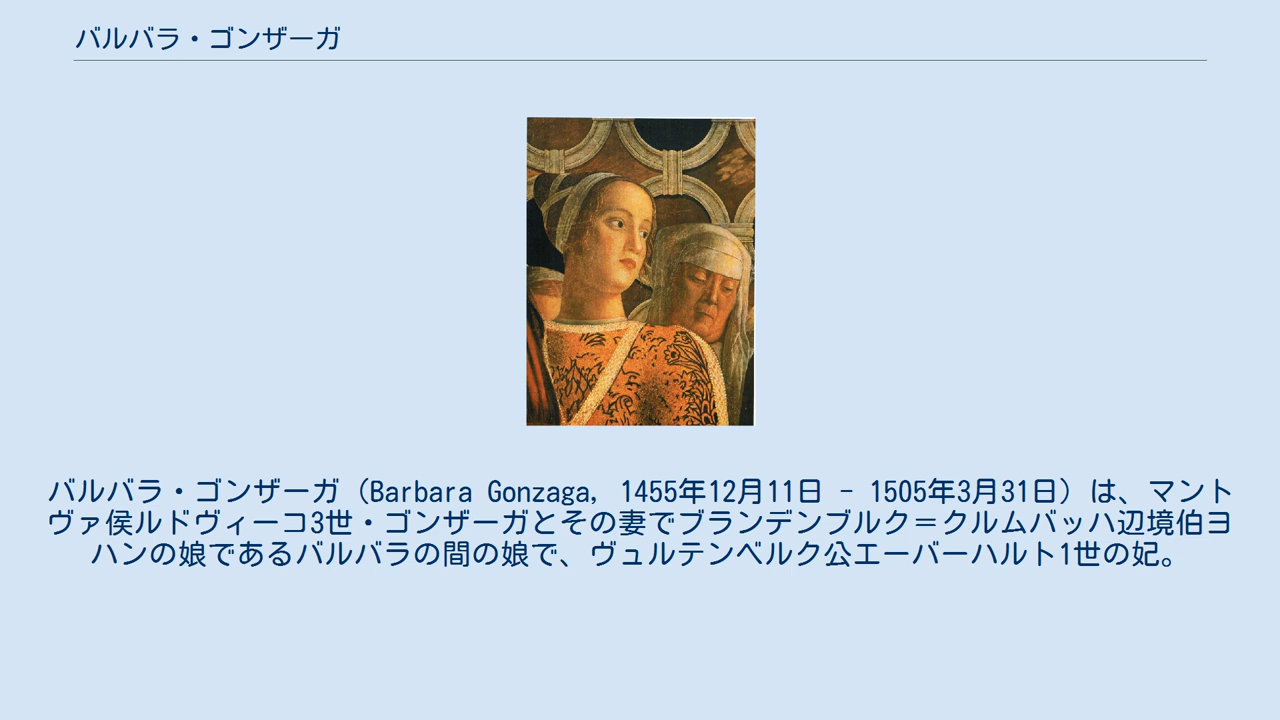 バルバラ・ゴンザーガ
バルバラ・ゴンザーガ（Barbara Gonzaga, 1455年12月11日 - 1505年3月31日）は、マント
ヴァ侯ルドヴィーコ3世・ゴンザーガとその妻でブランデンブルク＝クルムバッハ辺境伯ヨ
ハンの娘であるバルバラの間の娘で、ヴュルテンベルク公エーバーハルト1世の妃。